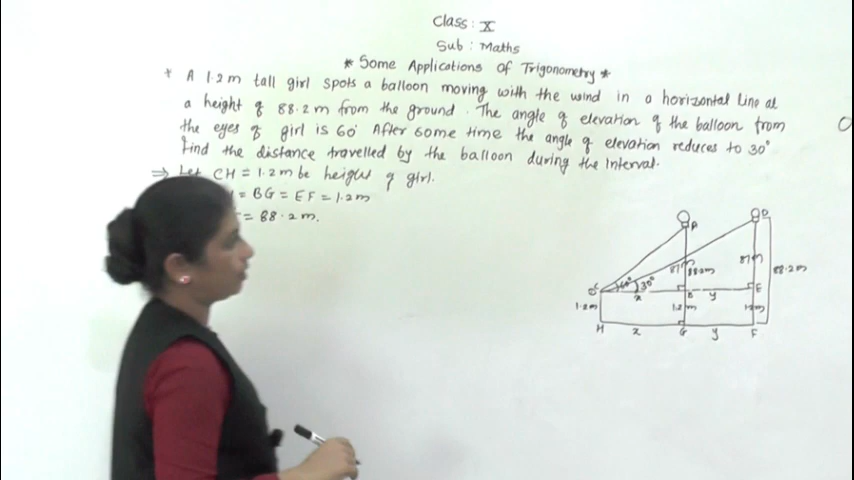 Class : X
Sub : Maths
* Some Applications Of Trigonometry *
* A 1.2 m tall girl spots a balloon moving with the wind in a horizontal line at
a height of 88.2 m from the ground. The angle of elevation of the balloon from
the eyes of girl is 60° After some time the angle of elevation reduces to 30°
Find the distance travelled by the balloon during the interval.
⇒ Let CH = 1.2m be height of girl.
= BG = EF = 1.2m
= 88.2 m.
A D
87m 88.2m 87m 88.2m
C 60° 30° x B y E
1.2m 1.2m 1.2m
H x G y F